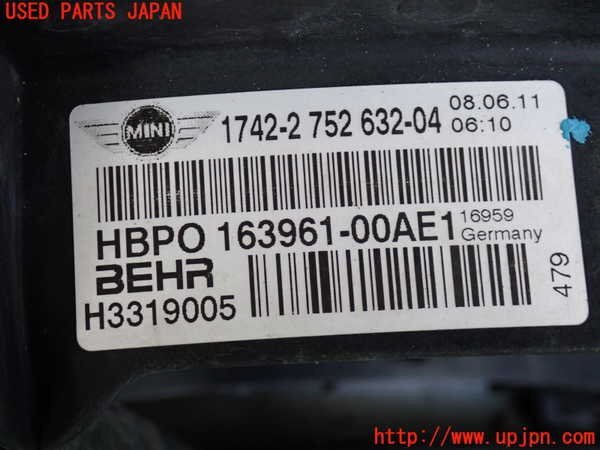 USED PARTS JAPAN
MINI 1742-2 752 632-04 08.06.11
06:10
HBPO 163961-00AE1 16959
Germany
BEHR
H3319005
479
http://www.upjpn.com/